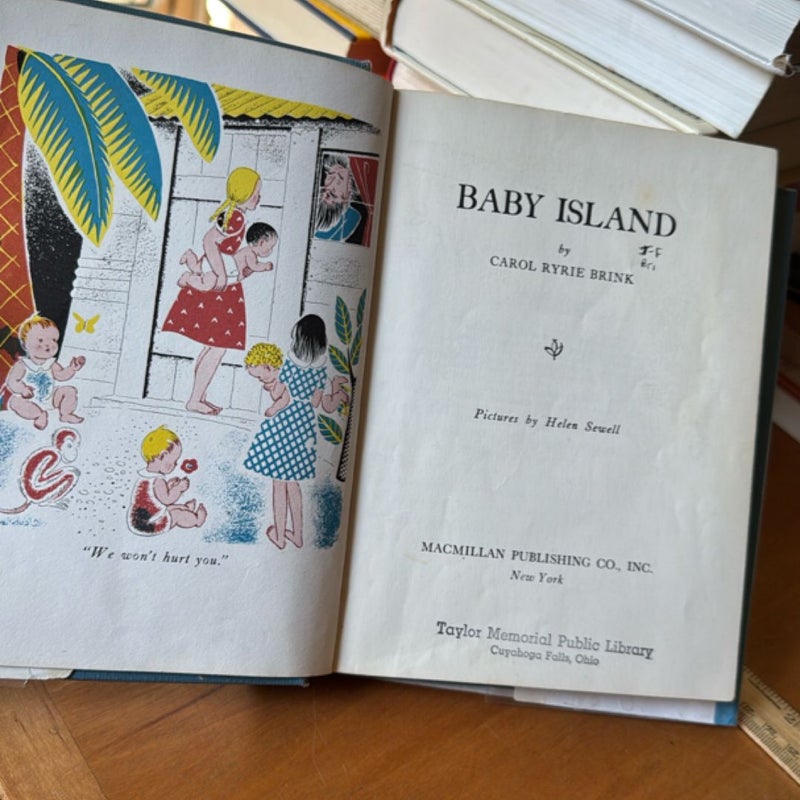 "We won't hurt you."
BABY ISLAND
by
CAROL RYRIE BRINK
J-F
Bri
Pictures by Helen Sewell
MACMILLAN PUBLISHING CO., INC.
New York
Taylor Memorial Public Library
Cuyahoga Falls, Ohio